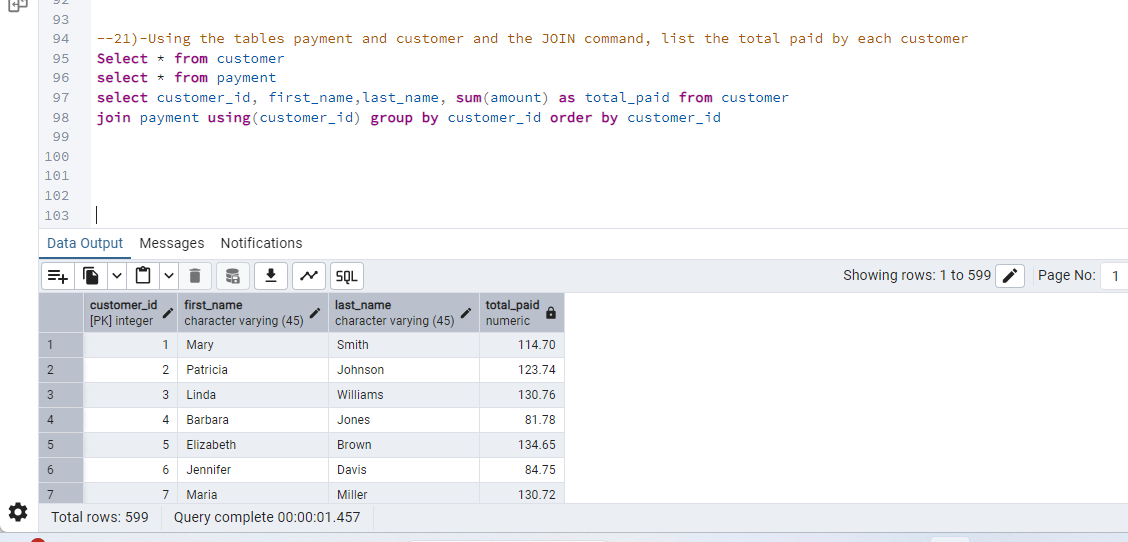 92
93
94 --21)-Using the tables payment and customer and the JOIN command, list the total paid by each customer
95 Select * from customer
96 select * from payment
97 select customer_id, first_name,last_name, sum(amount) as total_paid from customer
98 join payment using(customer_id) group by customer_id order by customer_id
99
100
101
102
103
Data Output Messages Notifications
SQL Showing rows: 1 to 599 Page No: 1
customer_id first_name last_name total_paid
[PK] integer character varying (45) character varying (45) numeric
1 1 Mary Smith 114.70
2 2 Patricia Johnson 123.74
3 3 Linda Williams 130.76
4 4 Barbara Jones 81.78
5 5 Elizabeth Brown 134.65
6 6 Jennifer Davis 84.75
7 7 Maria Miller 130.72
Total rows: 599 Query complete 00:00:01.457